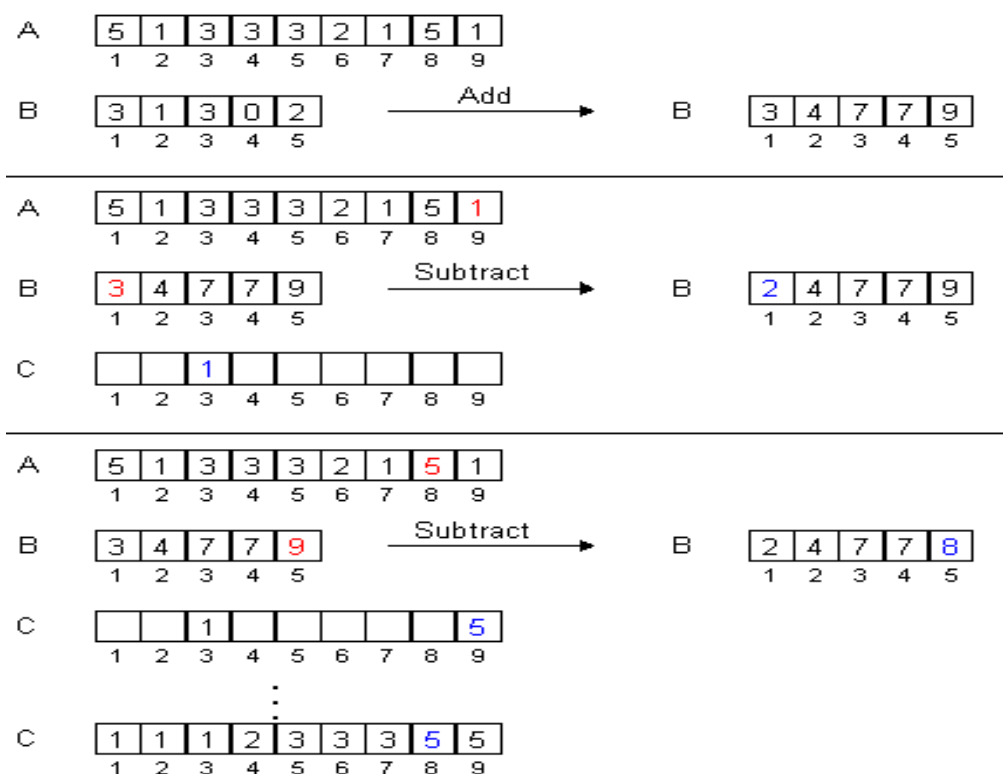 A 5 1 3 3 3 2 1 5 1
1 2 3 4 5 6 7 8 9
Add
B 3 1 3 0 2 B 3 4 7 7 9
1 2 3 4 5 1 2 3 4 5
A 5 1 3 3 3 2 1 5 1
1 2 3 4 5 6 7 8 9
Subtract
B 3 4 7 7 9 B 2 4 7 7 9
1 2 3 4 5 1 2 3 4 5
C 1
1 2 3 4 5 6 7 8 9
A 5 1 3 3 3 2 1 5 1
1 2 3 4 5 6 7 8 9
Subtract
B 3 4 7 7 9 B 2 4 7 7 8
1 2 3 4 5 1 2 3 4 5
C 1 5
1 2 3 4 5 6 7 8 9
⋮
C 1 1 1 2 3 3 3 5 5
1 2 3 4 5 6 7 8 9